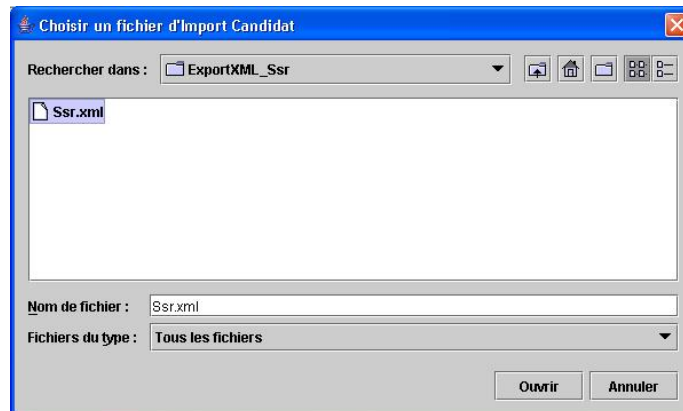 Choisir un fichier d'Import Candidat
Rechercher dans :
ExportXML_Ssr
Ssr.xml
Nom de fichier :
Ssr.xml
Fichiers du type :
Tous les fichiers
Ouvrir
Annuler